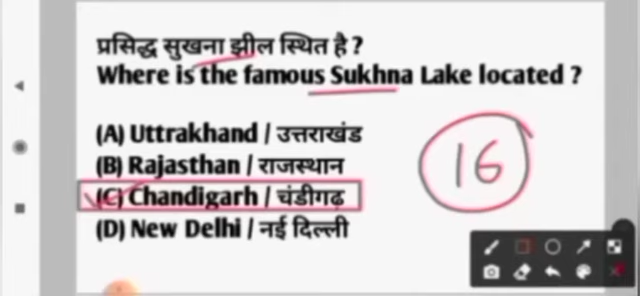 प्रसिद्ध सुखना झील स्थित है ?
Where is the famous Sukhna Lake located ?
(A) Uttrakhand / उत्तराखंड
(B) Rajasthan / राजस्थान
(C) Chandigarh / चंडीगढ़
(D) New Delhi / नई दिल्ली
16